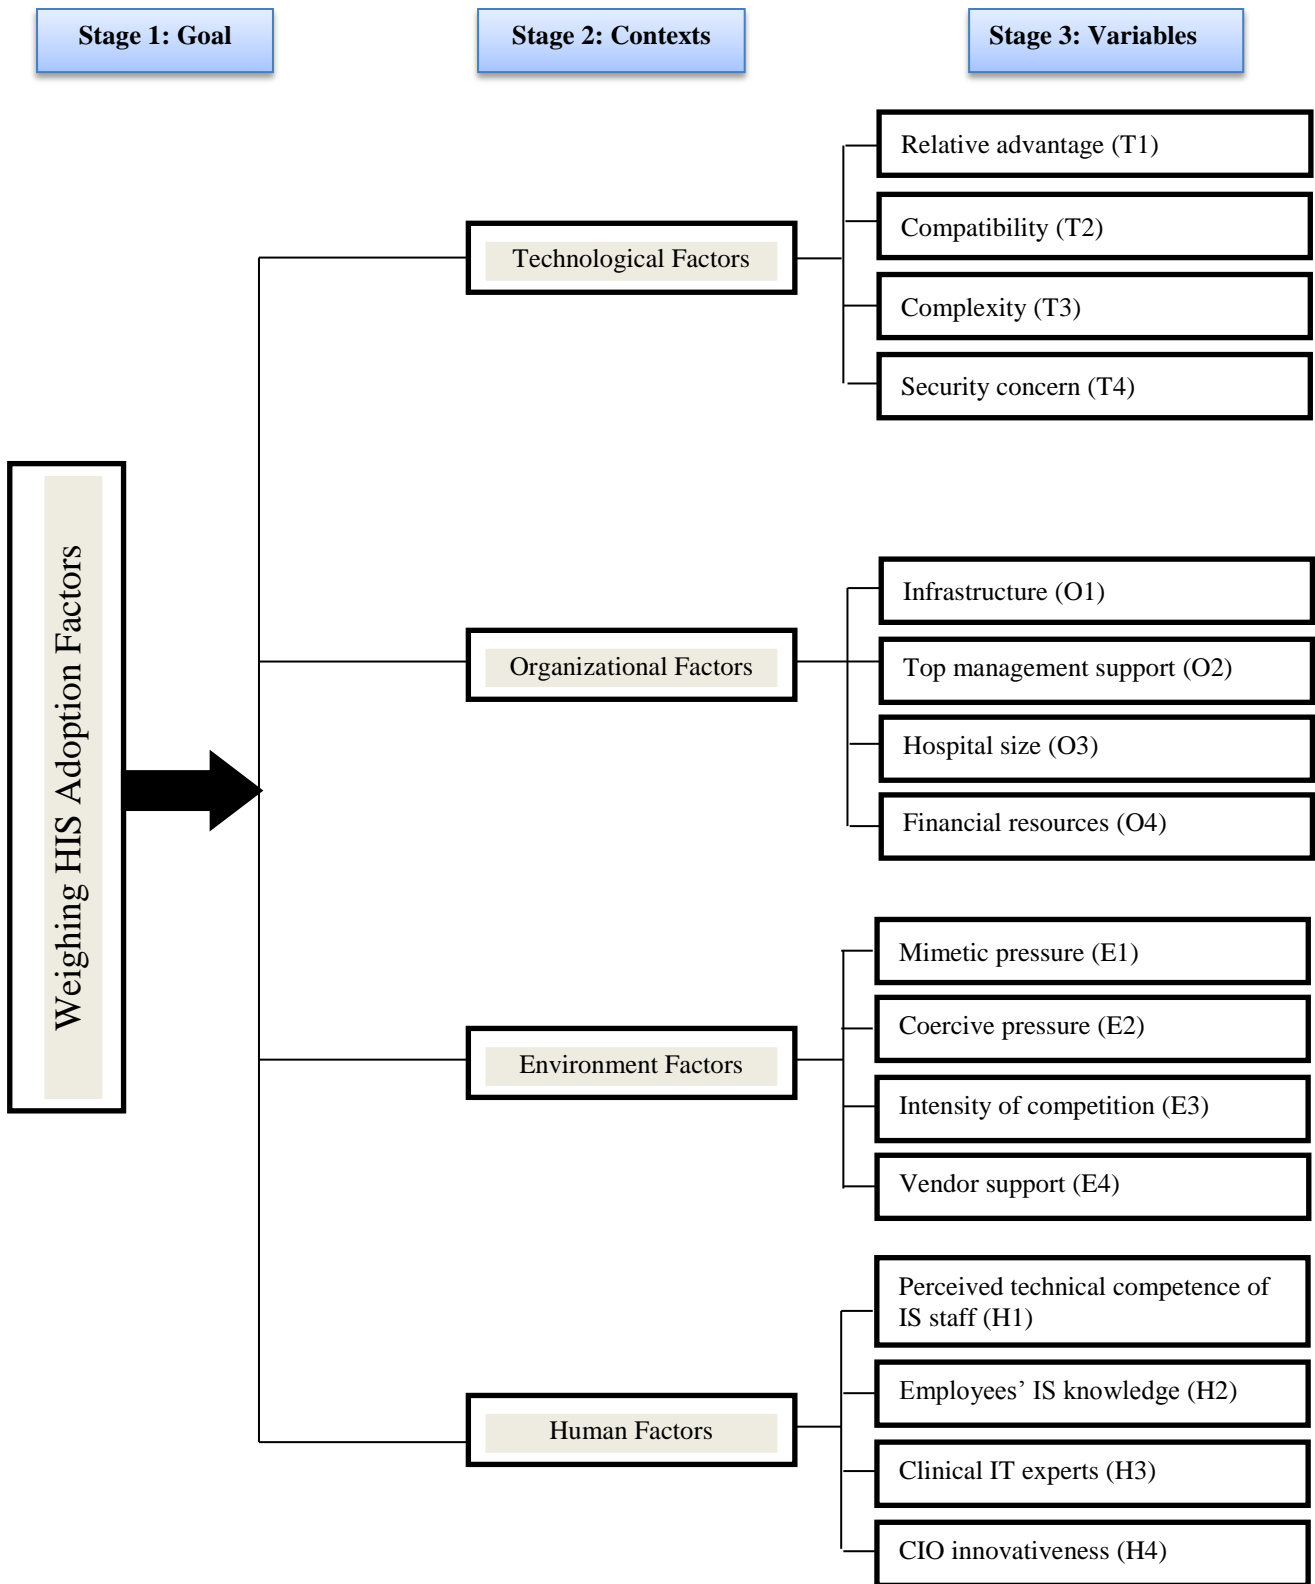 Stage 1: Goal
Stage 2: Contexts
Stage 3: Variables
Relative advantage (T1)
Compatibility (T2)
Technological Factors
Complexity (T3)
Security concern (T4)
Weighing HIS Adoption Factors
Infrastructure (O1)
Organizational Factors
Top management support (O2)
Hospital size (O3)
Financial resources (O4)
Mimetic pressure (E1)
Coercive pressure (E2)
Environment Factors
Intensity of competition (E3)
Vendor support (E4)
Perceived technical competence of
IS staff (H1)
Employees’ IS knowledge (H2)
Human Factors
Clinical IT experts (H3)
CIO innovativeness (H4)